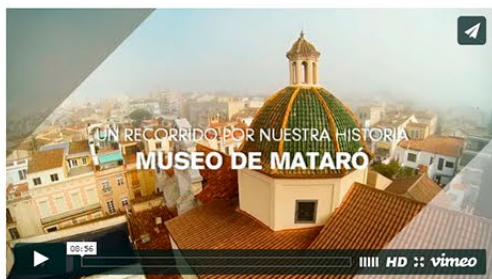 UN RECORRIDO POR NUESTRA HISTORIA
MUSEO DE MATARÓ
08:56
HD vimeo